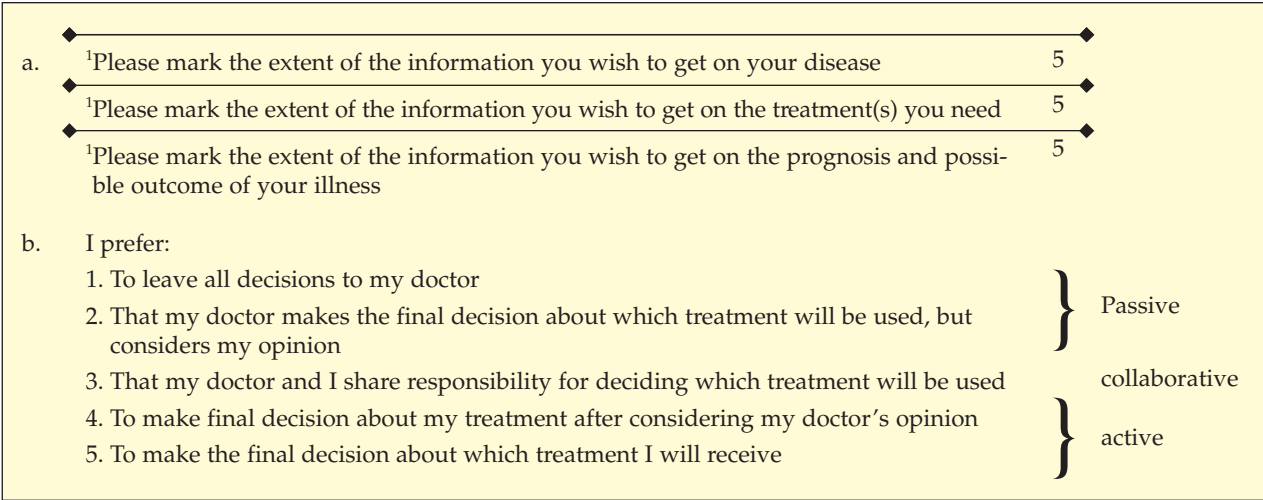 a. ¹Please mark the extent of the information you wish to get on your disease 5
¹Please mark the extent of the information you wish to get on the treatment(s) you need 5
¹Please mark the extent of the information you wish to get on the prognosis and possi- 5
ble outcome of your illness
b. I prefer:
1. To leave all decisions to my doctor
2. That my doctor makes the final decision about which treatment will be used, but
considers my opinion
Passive
3. That my doctor and I share responsibility for deciding which treatment will be used collaborative
4. To make final decision about my treatment after considering my doctor’s opinion
5. To make the final decision about which treatment I will receive
active